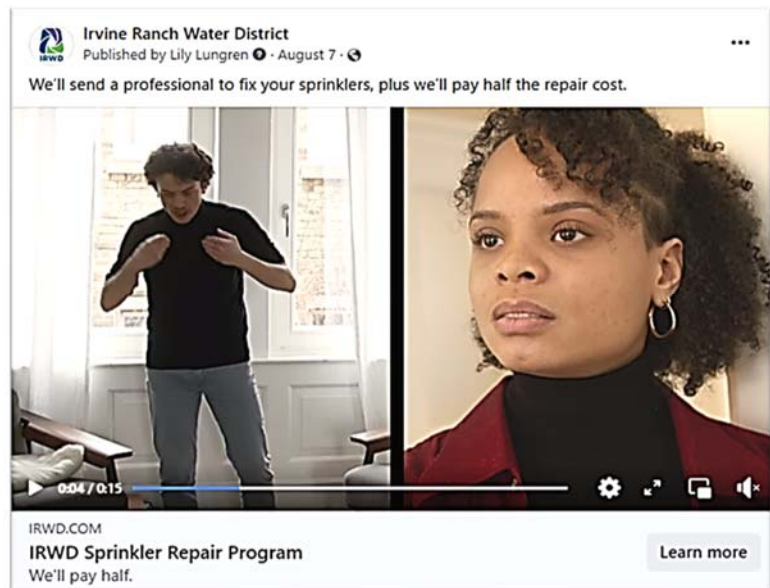 Irvine Ranch Water District
Published by Lily Lungren · August 7 ·
We'll send a professional to fix your sprinklers, plus we'll pay half the repair cost.
IRWD
0:04 / 0:15
IRWD.COM
IRWD Sprinkler Repair Program
Learn more
We'll pay half.